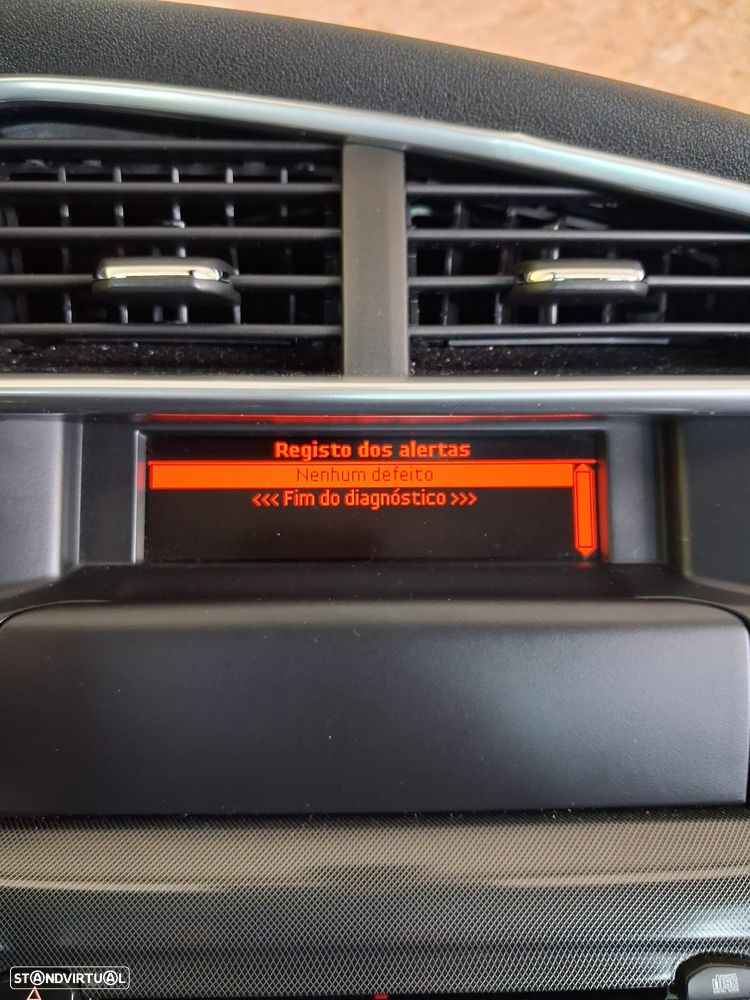 Registo dos alertas
Nenhum defeito
<<< Fim do diagnóstico >>>
STANDVIRTUAL